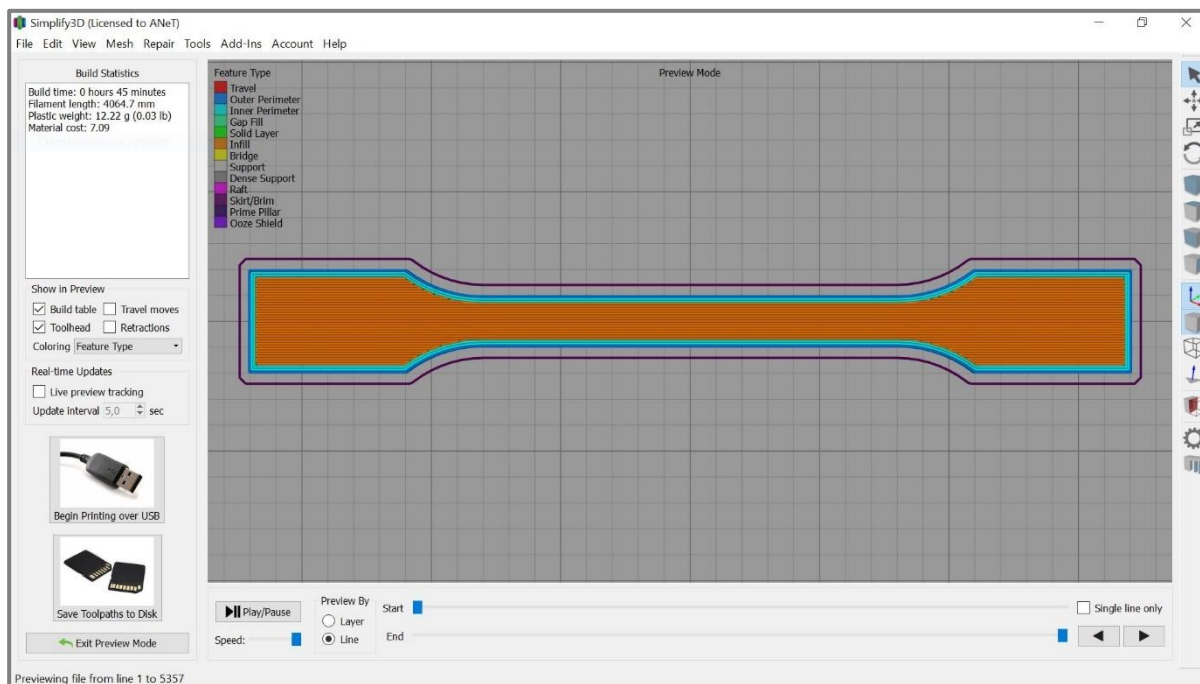 Simplify3D (Licensed to ANeT)
File Edit View Mesh Repair Tools Add-Ins Account Help
Build Statistics
Build time: 0 hours 45 minutes
Filament length: 4064.7 mm
Plastic weight: 12.22 g (0.03 lb)
Material cost: 7.09
Show in Preview
Build table Travel moves
Toolhead Retractions
Coloring Feature Type
Real-time Updates
Live preview tracking
Update interval 5,0 sec
Begin Printing over USB
Save Toolpaths to Disk
Exit Preview Mode
Feature Type
Travel
Outer Perimeter
Inner Perimeter
Gap Fill
Solid Layer
Infill
Bridge
Support
Dense Support
Raft
Skirt/Brim
Prime Pillar
Ooze Shield
Preview Mode
Play/Pause
Speed:
Preview By
Layer
Line
Start
End
Single line only
Previewing file from line 1 to 5357